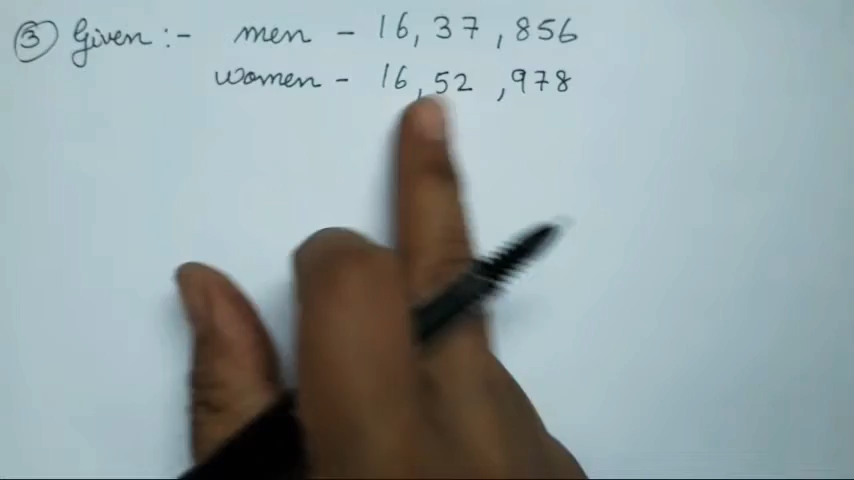 ③ Given :- men - 16,37,856
women - 16,52,978